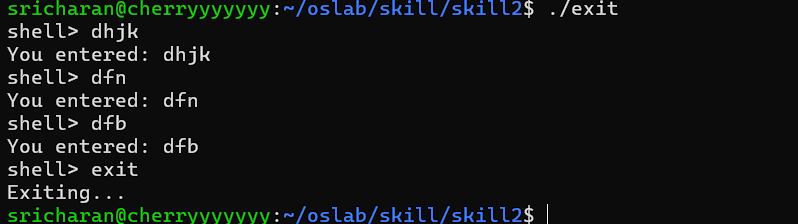 sricharan@cherryyyyyyy:~/oslab/skill/skill2$ ./exit
shell> dhjk
You entered: dhjk
shell> dfn
You entered: dfn
shell> dfb
You entered: dfb
shell> exit
Exiting...
sricharan@cherryyyyyyy:~/oslab/skill/skill2$